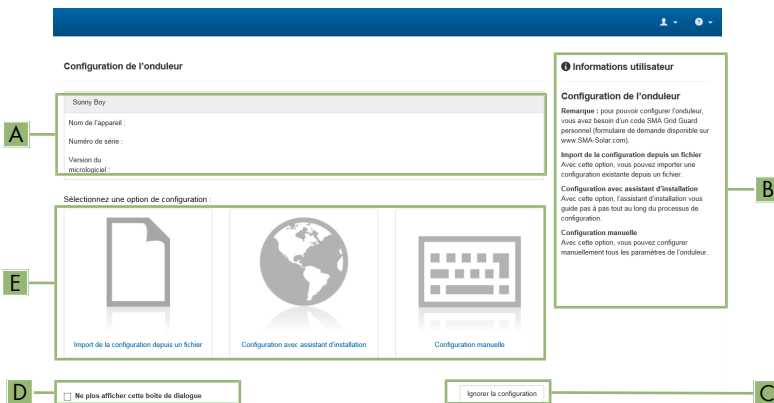 Configuration de l'onduleur
Sunny Boy
Nom de l'appareil :
Numéro de série :
Version du
micrologiciel :
A
Sélectionnez une option de configuration :
Import de la configuration depuis un fichier
Configuration avec assistant d'installation
Configuration manuelle
E
Ne plus afficher cette boîte de dialogue
D
Ignorer la configuration
C
Informations utilisateur
Configuration de l'onduleur
Remarque : pour pouvoir configurer l'onduleur,
vous avez besoin d'un code SMA Grid Guard
personnel (formulaire de demande disponible sur
www.SMA-Solar.com).
Import de la configuration depuis un fichier
Avec cette option, vous pouvez importer une
configuration existante depuis un fichier.
Configuration avec assistant d'installation
Avec cette option, l'assistant d'installation vous
guide pas à pas tout au long du processus de
configuration.
Configuration manuelle
Avec cette option, vous pouvez configurer
manuellement tous les paramètres de l'onduleur.
B